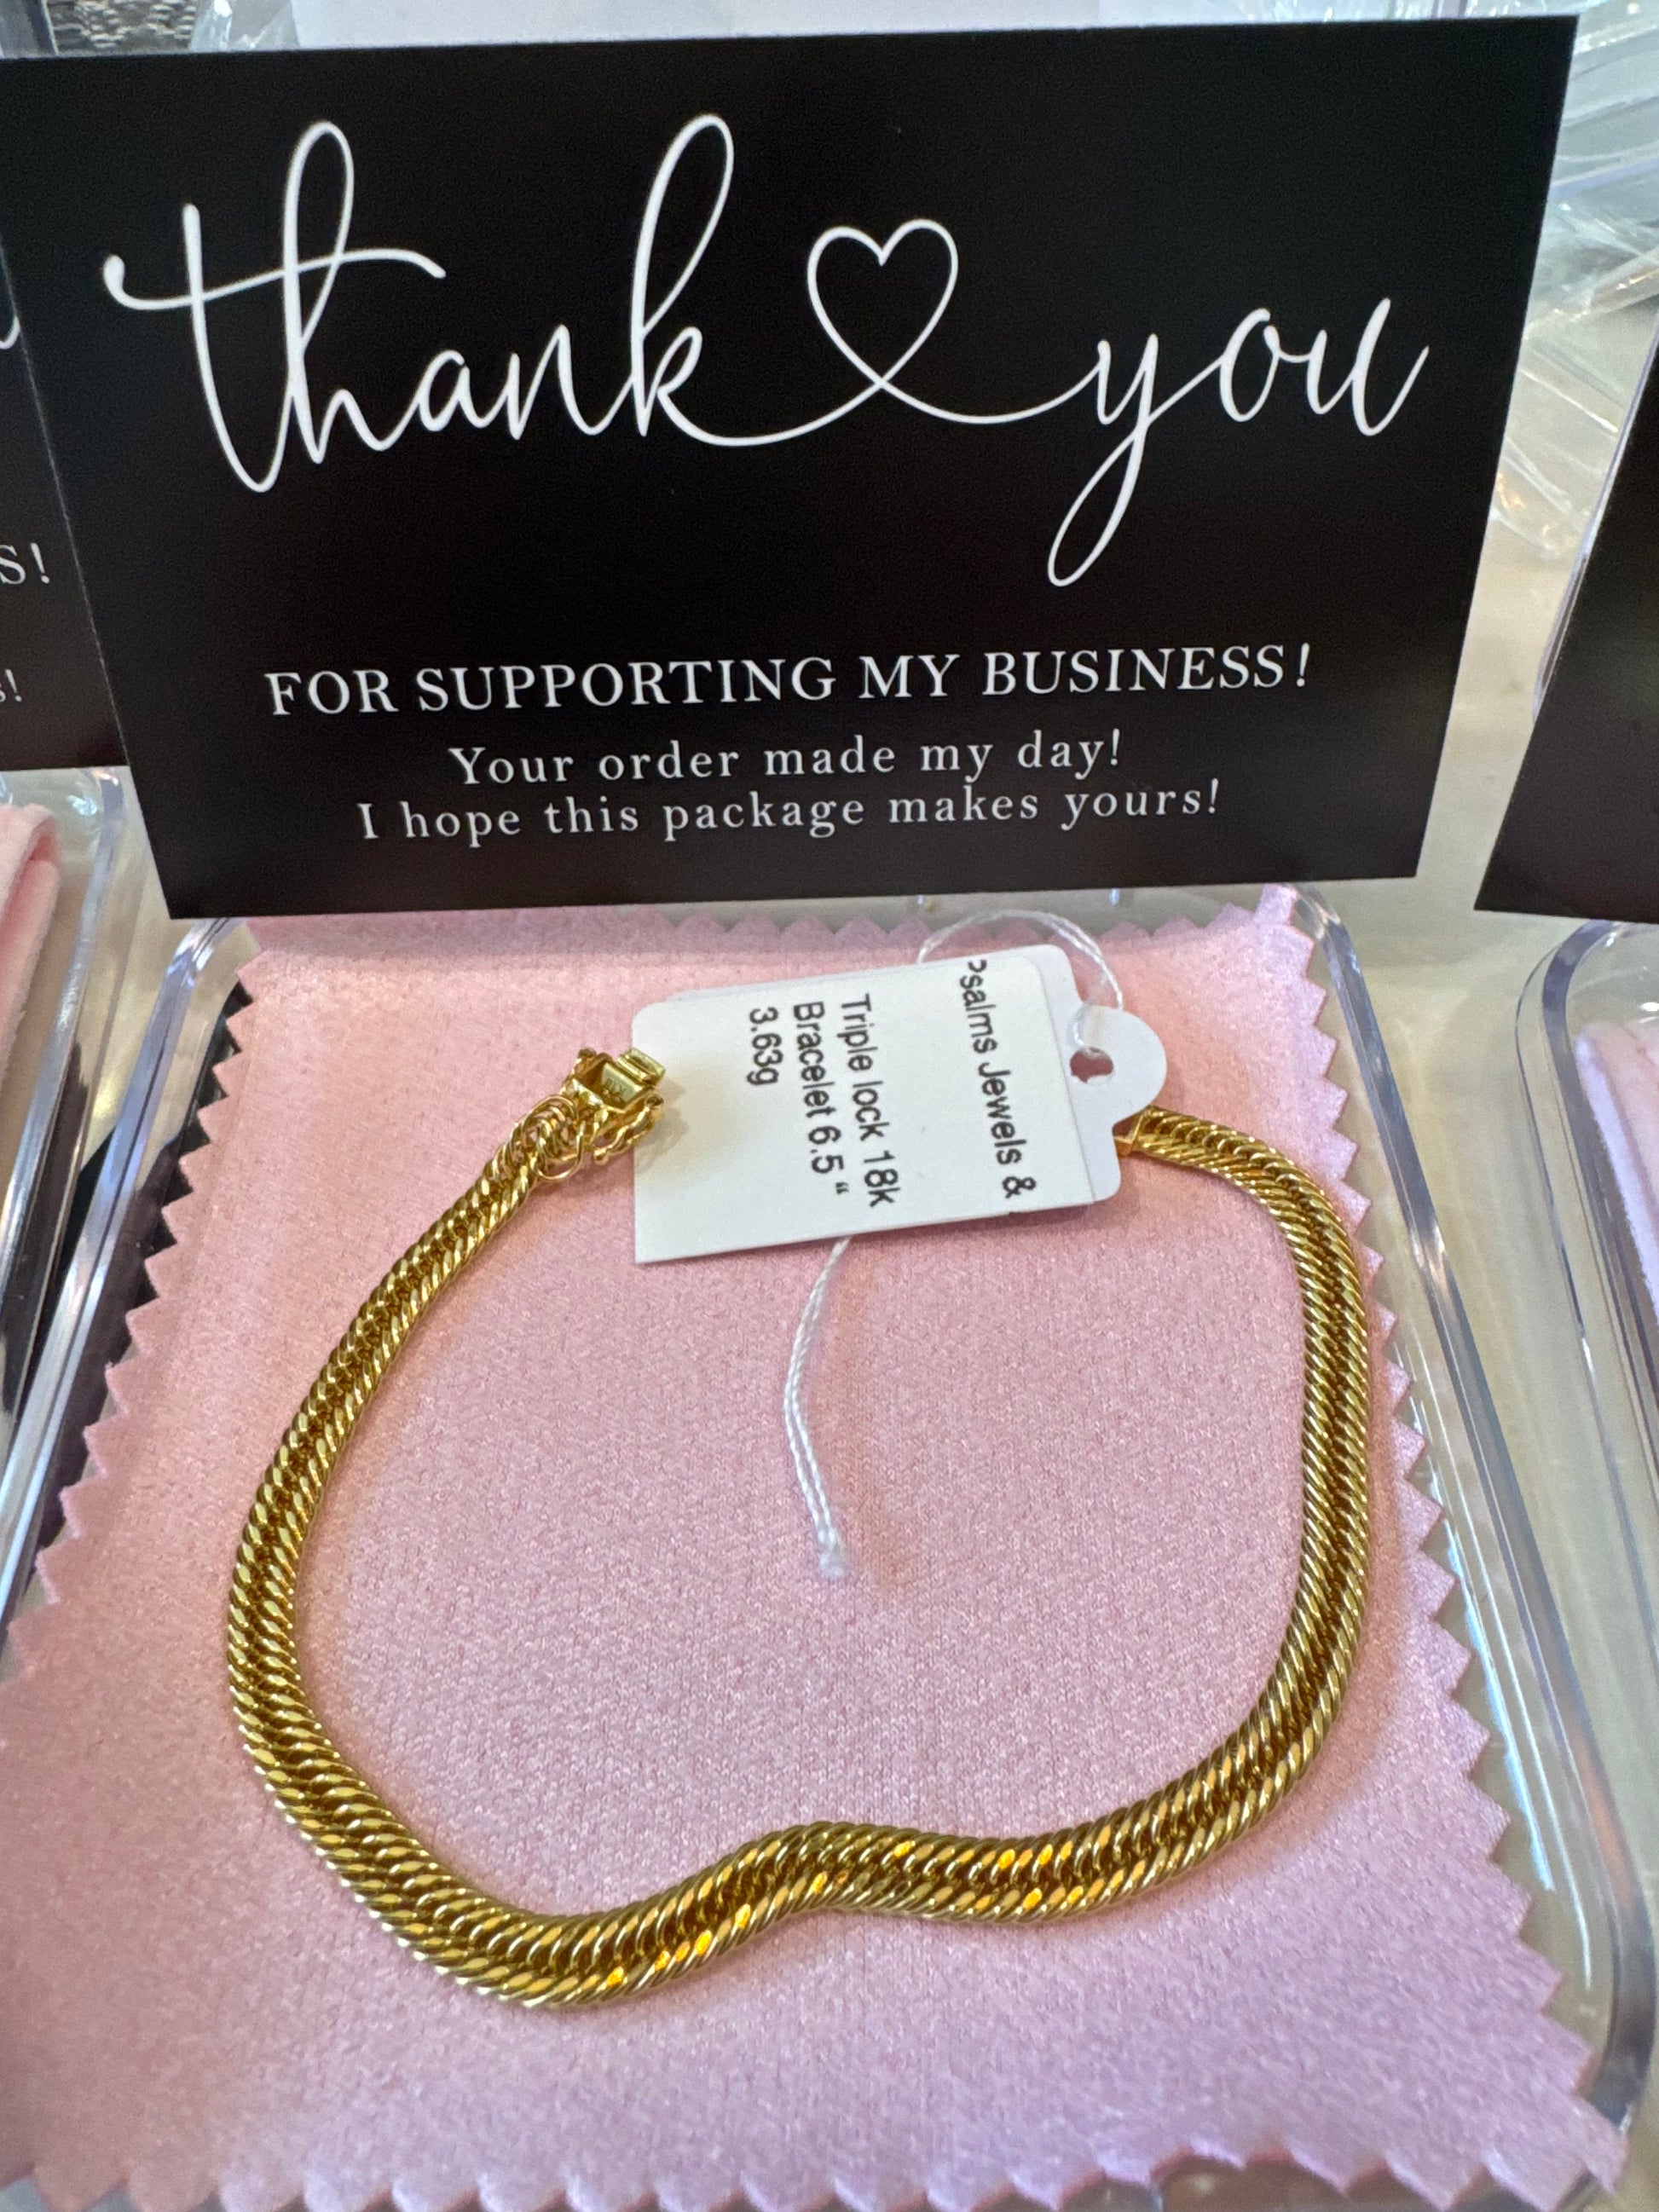 thank you
FOR SUPPORTING MY BUSINESS!
Your order made my day!
I hope this package makes yours!
S!
s!
Psalms Jewels &
Triple lock 18k
Bracelet 6.5 "
3.63g